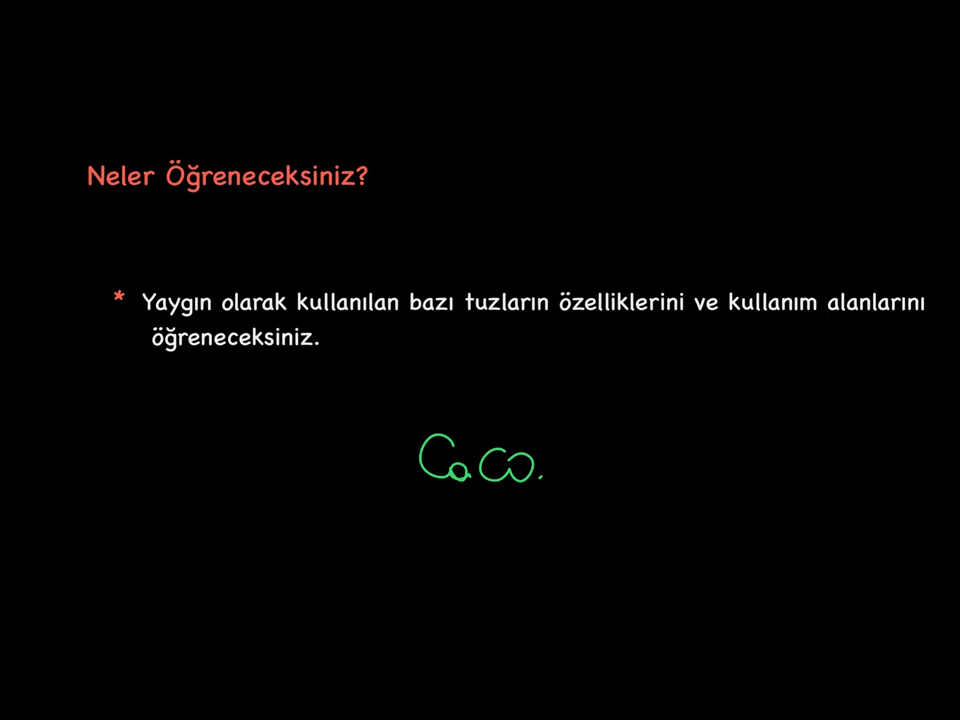 Neler Öğreneceksiniz?
* Yaygın olarak kullanılan bazı tuzların özelliklerini ve kullanım alanlarını
öğreneceksiniz.
CaCO.